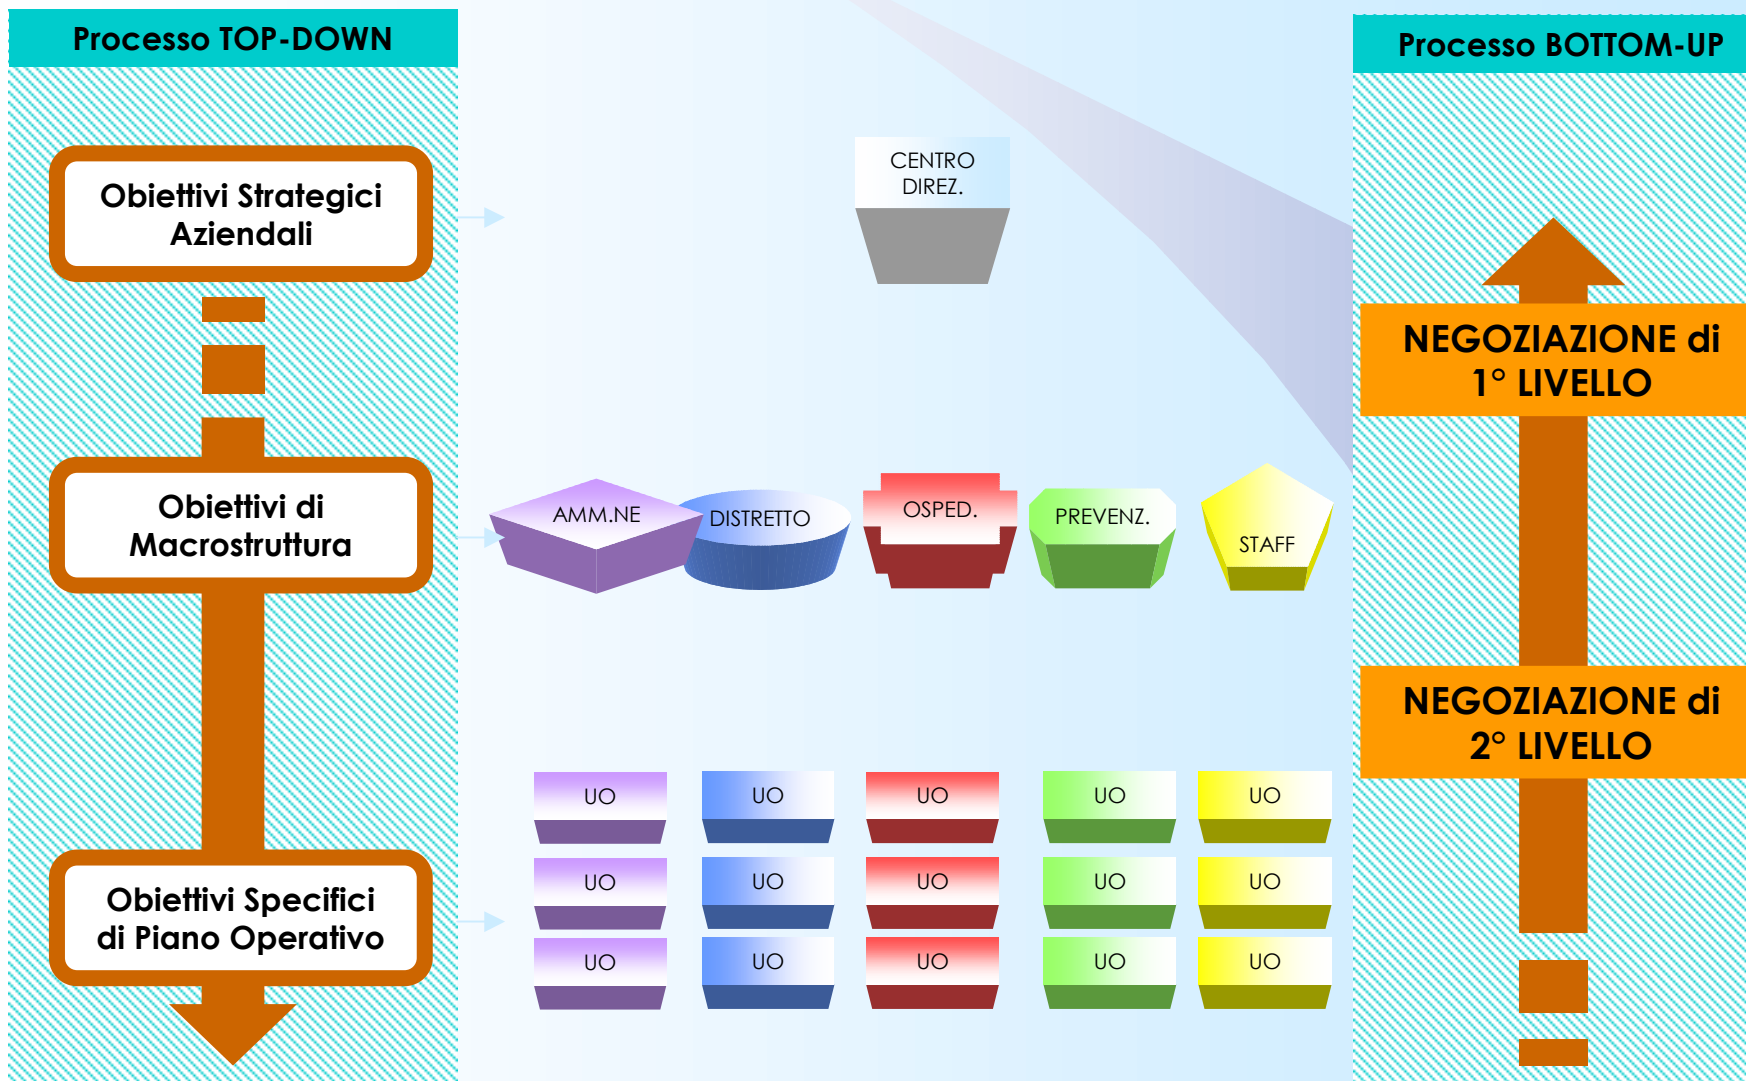 Processo TOP-DOWN
Processo BOTTOM-UP
Obiettivi Strategici
Aziendali
CENTRO
DIREZ.
NEGOZIAZIONE di
1° LIVELLO
Obiettivi di
Macrostruttura
AMM.NE
DISTRETTO
OSPED.
PREVENZ.
STAFF
NEGOZIAZIONE di
2° LIVELLO
UO
UO
UO
UO
UO
Obiettivi Specifici
di Piano Operativo
UO
UO
UO
UO
UO
UO
UO
UO
UO
UO